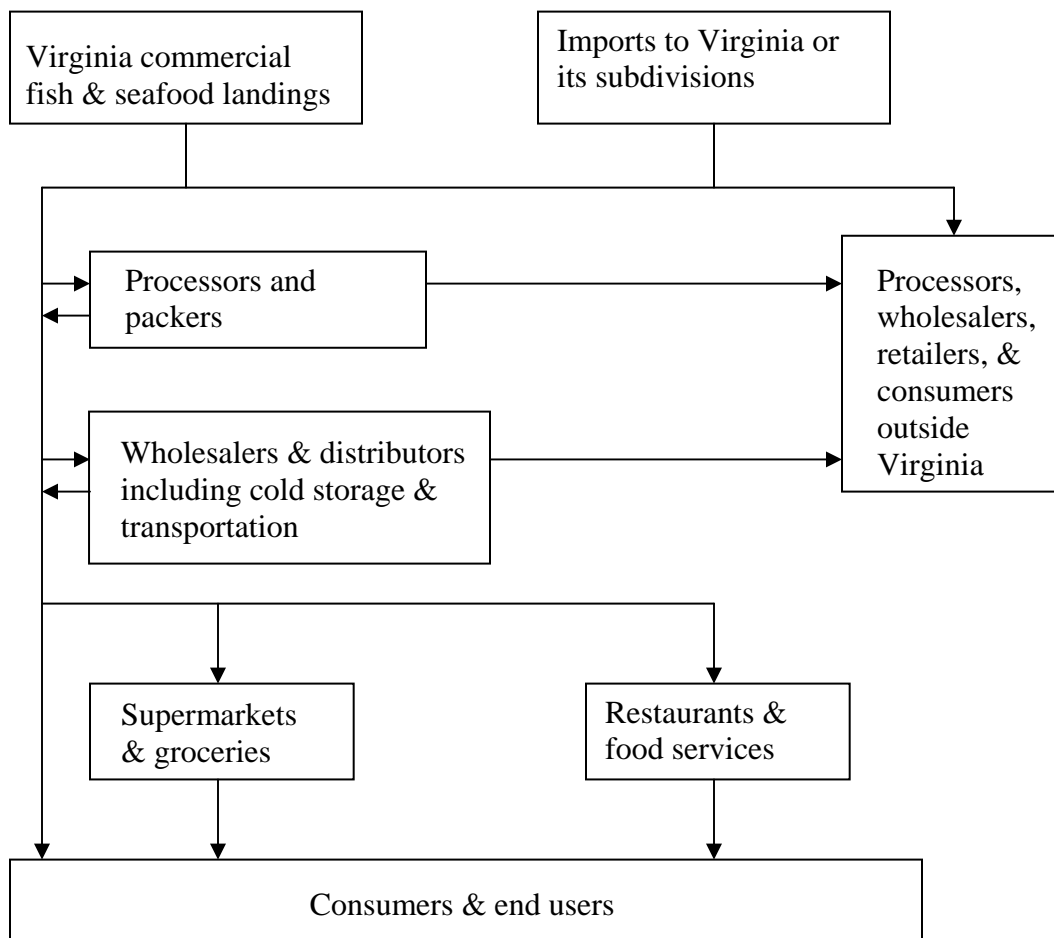 Virginia commercial
fish & seafood landings
Imports to Virginia or
its subdivisions
Processors and
packers
Processors,
wholesalers,
retailers, &
consumers
outside
Virginia
Wholesalers & distributors
including cold storage &
transportation
Supermarkets
& groceries
Restaurants &
food services
Consumers & end users